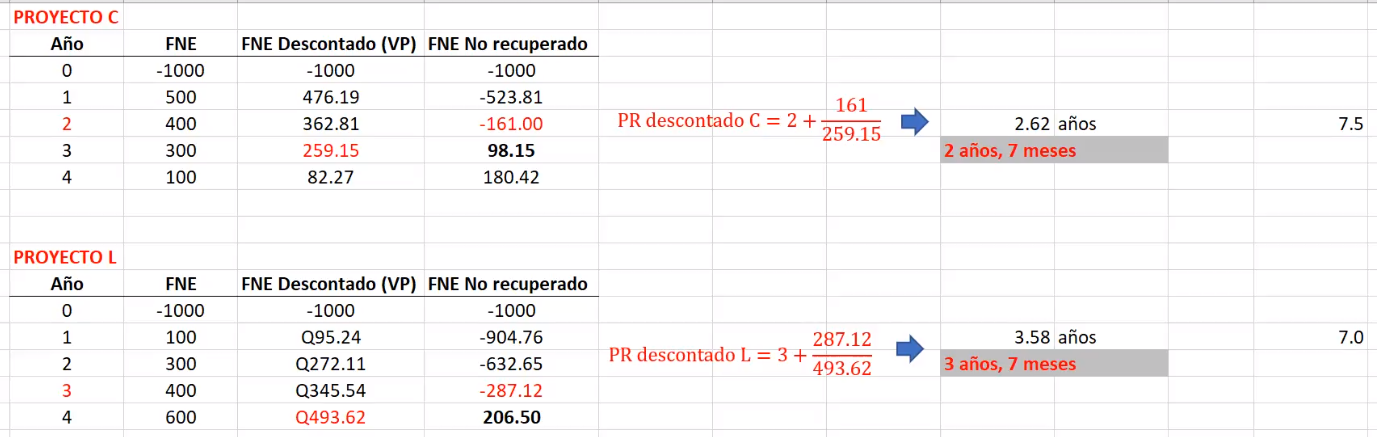 PROYECTO C
Año FNE FNE Descontado (VP) FNE No recuperado
0 -1000 -1000 -1000
1 500 476.19 -523.81
2 400 362.81 -161.00
3 300 259.15 98.15
4 100 82.27 180.42
PR descontado C = 2 + 161/259.15
2.62 años 7.5
2 años, 7 meses
PROYECTO L
Año FNE FNE Descontado (VP) FNE No recuperado
0 -1000 -1000 -1000
1 100 Q95.24 -904.76
2 300 Q272.11 -632.65
3 400 Q345.54 -287.12
4 600 Q493.62 206.50
PR descontado L = 3 + 287.12/493.62
3.58 años 7.0
3 años, 7 meses